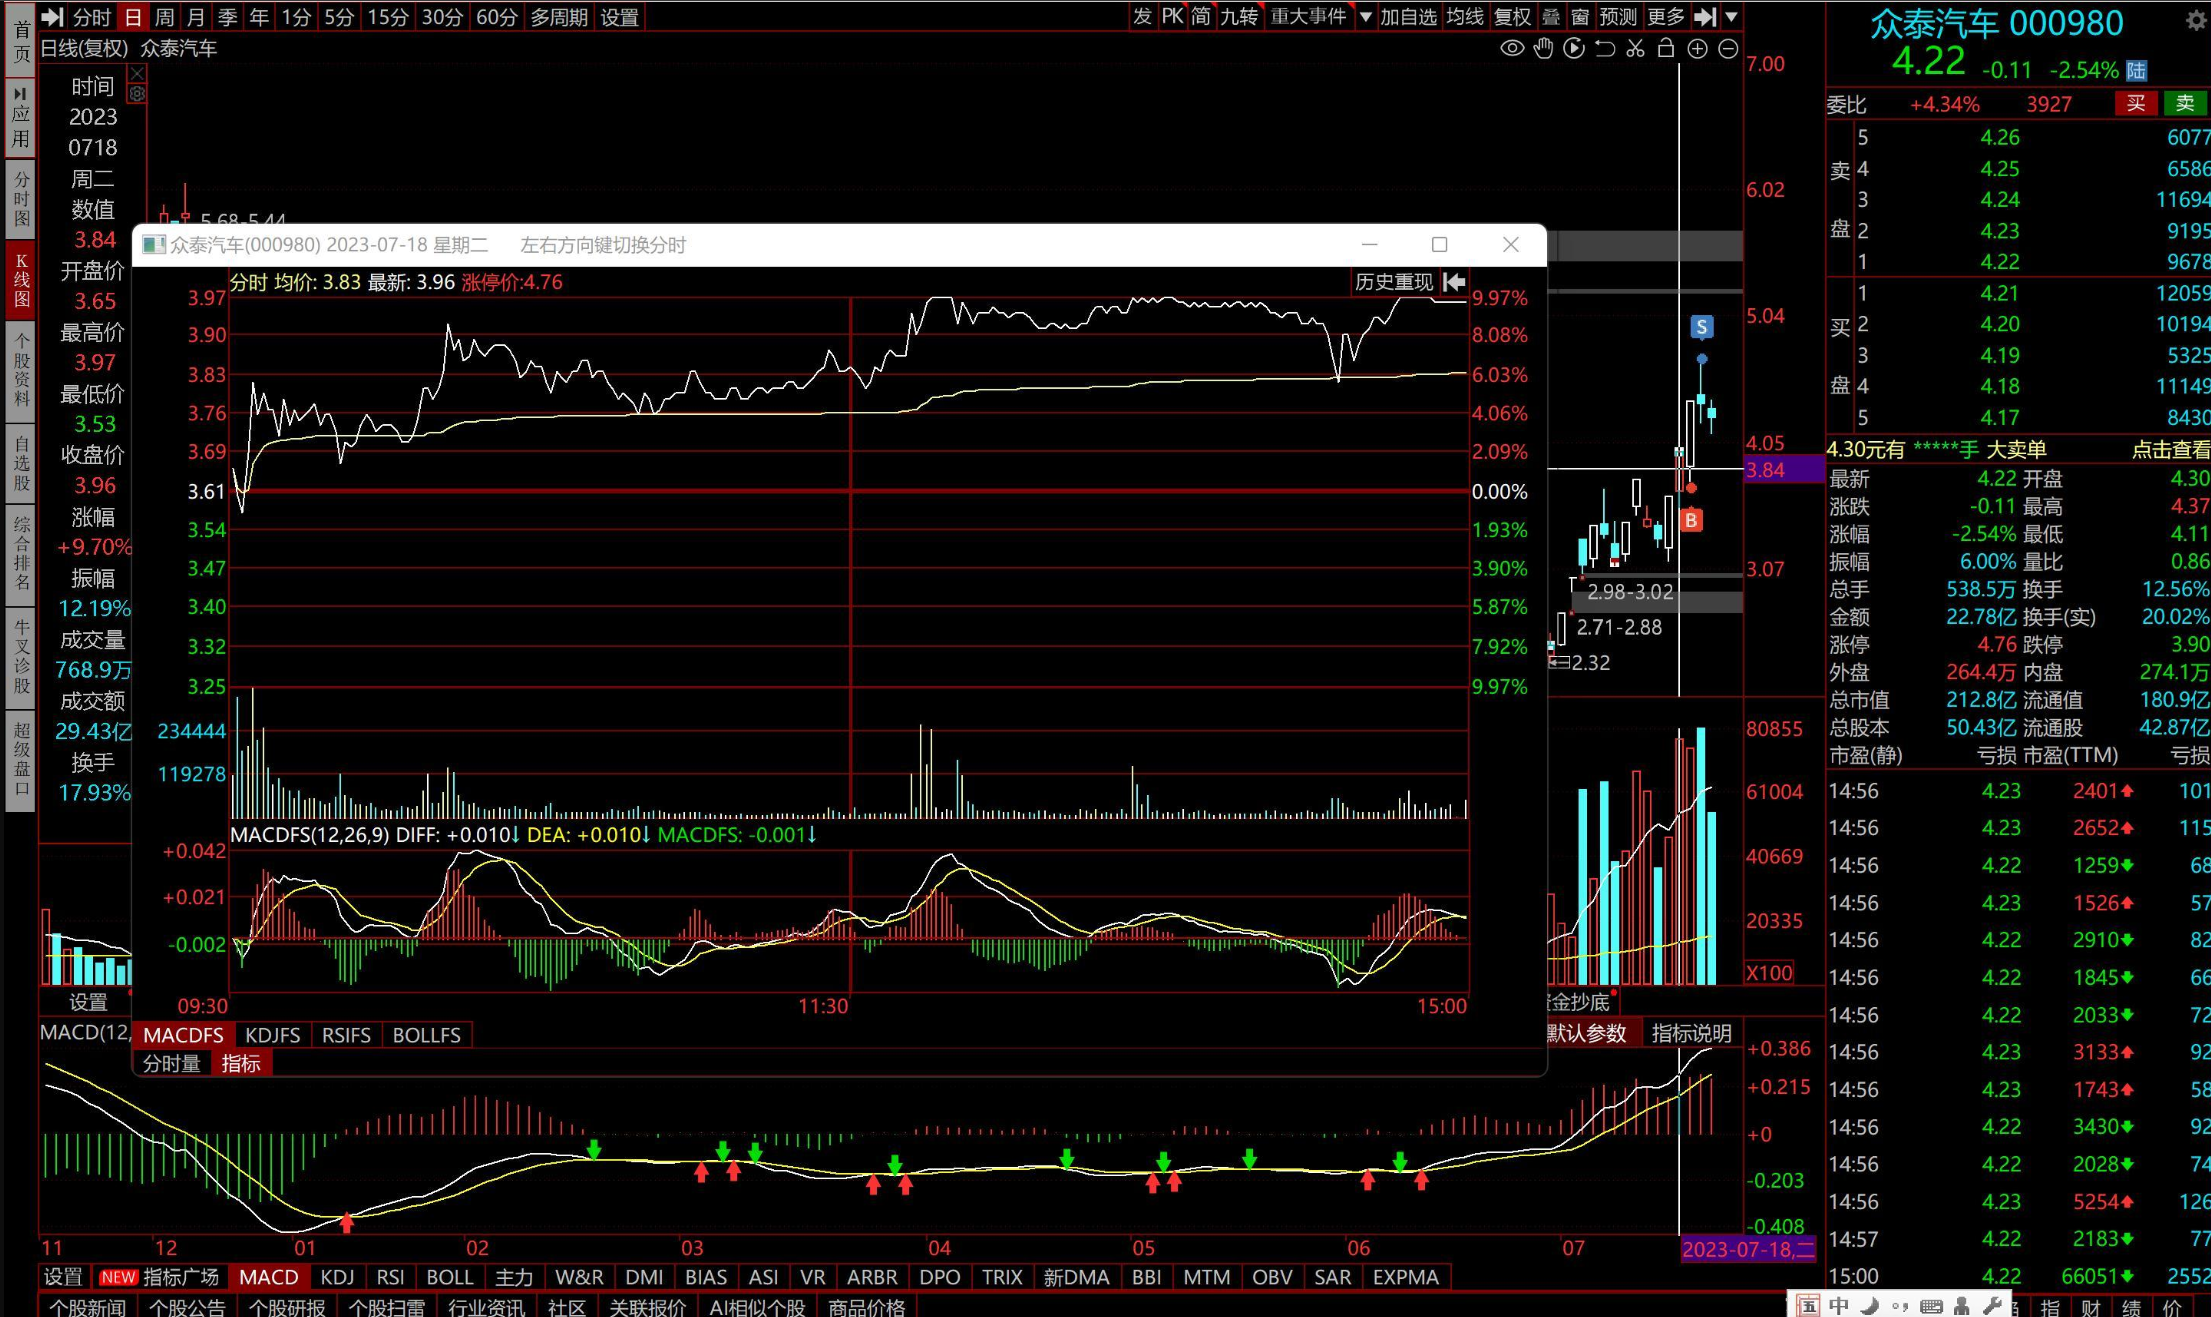 首页
应用
分时图
K线图
个股资料
自选股
综合排名
牛叉诊股
超级盘口
分时 日 周 月 季 年 1分 5分 15分 30分 60分 多周期 设置
发 PK 简 九转 重大事件 加自选 均线 复权 叠 窗 预测 更多
日线(复权) 众泰汽车
时间
2023
0718
周二
数值
3.84
开盘价
3.65
最高价
3.97
最低价
3.53
收盘价
3.96
涨幅
+9.70%
振幅
12.19%
成交量
768.9万
成交额
29.43亿
换手
17.93%
5.68-5.44
众泰汽车(000980) 2023-07-18 星期二 左右方向键切换分时
分时 均价: 3.83 最新: 3.96 涨停价:4.76
历史重现
3.97 9.97%
3.90 8.08%
3.83 6.03%
3.76 4.06%
3.69 2.09%
3.61 0.00%
3.54 1.93%
3.47 3.90%
3.40 5.87%
3.32 7.92%
3.25 9.97%
234444
119278
MACDFS(12,26,9) DIFF: +0.010↓ DEA: +0.010↓ MACDFS: -0.001↓
+0.042
+0.021
-0.002
09:30 11:30 15:00
MACDFS KDJFS RSIFS BOLLFS
分时量 指标
7.00
6.02
5.04
4.05
3.84
3.07
S
B
2.98-3.02
2.71-2.88
2.32
80855
61004
40669
20335
X100
设置
资金抄底
MACD(12,
默认参数 指标说明
+0.386
+0.215
+0
-0.203
-0.408
11 12 01 02 03 04 05 06 07 2023-07-18,二
设置 NEW 指标广场 MACD KDJ RSI BOLL 主力 W&R DMI BIAS ASI VR ARBR DPO TRIX 新DMA BBI MTM OBV SAR EXPMA
个股新闻 个股公告 个股研报 个股扫雷 行业资讯 社区 关联报价 AI相似个股 商品价格
众泰汽车 000980
4.22 -0.11 -2.54% 陆
委比 +4.34% 3927 买 卖
卖盘
5 4.26 6077
4 4.25 6586
3 4.24 11694
2 4.23 9195
1 4.22 9678
买盘
1 4.21 12059
2 4.20 10194
3 4.19 5325
4 4.18 11149
5 4.17 8430
4.30元有 *****手 大卖单 点击查看
最新 4.22 开盘 4.30
涨跌 -0.11 最高 4.37
涨幅 -2.54% 最低 4.11
振幅 6.00% 量比 0.86
总手 538.5万 换手 12.56%
金额 22.78亿 换手(实) 20.02%
涨停 4.76 跌停 3.90
外盘 264.4万 内盘 274.1万
总市值 212.8亿 流通值 180.9亿
总股本 50.43亿 流通股 42.87亿
市盈(静) 亏损 市盈(TTM) 亏损
14:56 4.23 2401 101
14:56 4.23 2652 115
14:56 4.22 1259 68
14:56 4.23 1526 57
14:56 4.22 2910 82
14:56 4.22 1845 66
14:56 4.22 2033 72
14:56 4.23 3133 92
14:56 4.23 1743 58
14:56 4.22 3430 92
14:56 4.22 2028 74
14:56 4.23 5254 126
14:57 4.22 2183 77
15:00 4.22 66051 2552
五 中
指 财 绩 价